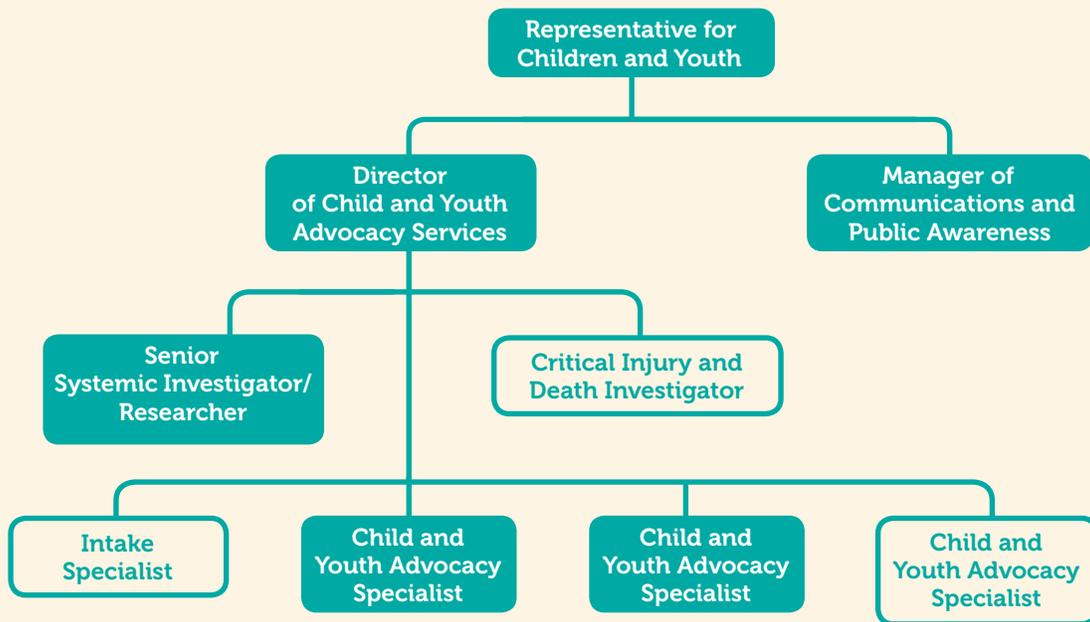 Representative for
Children and Youth
Director
of Child and Youth
Advocacy Services
Manager of
Communications and
Public Awareness
Senior
Systemic Investigator/
Researcher
Critical Injury and
Death Investigator
Intake
Specialist
Child and
Youth Advocacy
Specialist
Child and
Youth Advocacy
Specialist
Child and
Youth Advocacy
Specialist